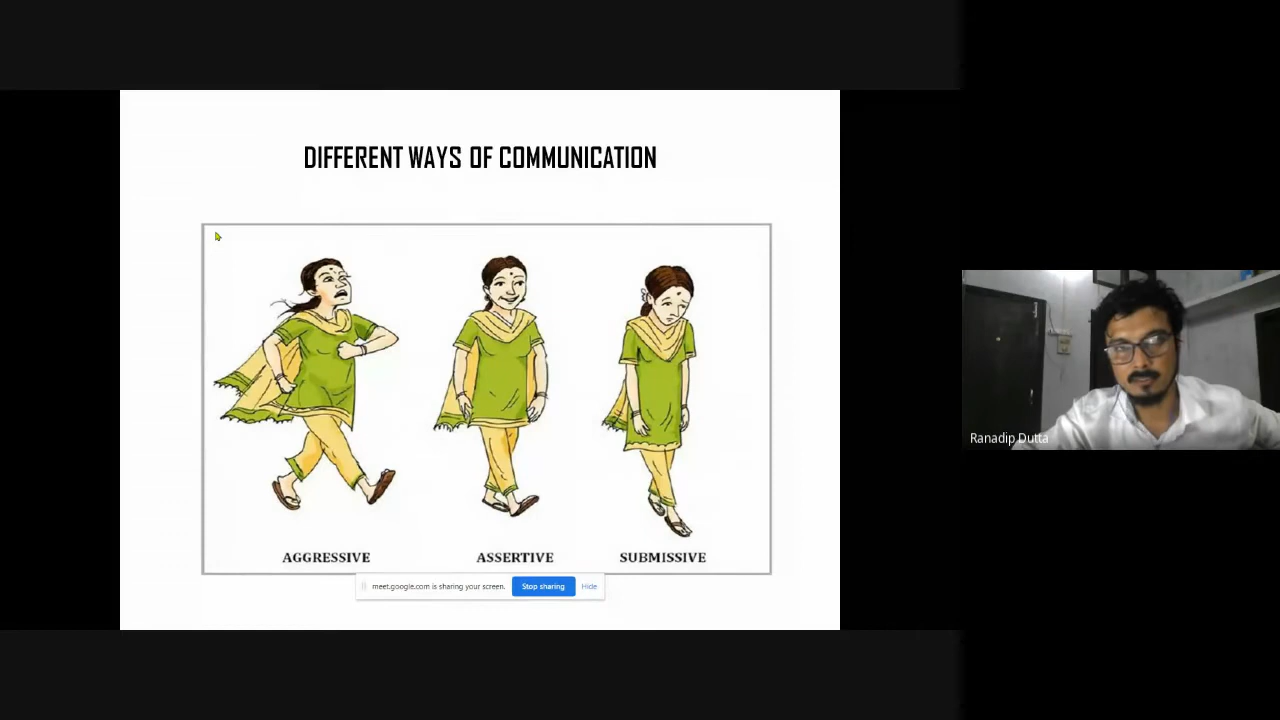 DIFFERENT WAYS OF COMMUNICATION
AGGRESSIVE
ASSERTIVE
SUBMISSIVE
meet.google.com is sharing your screen.
Stop sharing
Hide
Ranadip Dutta